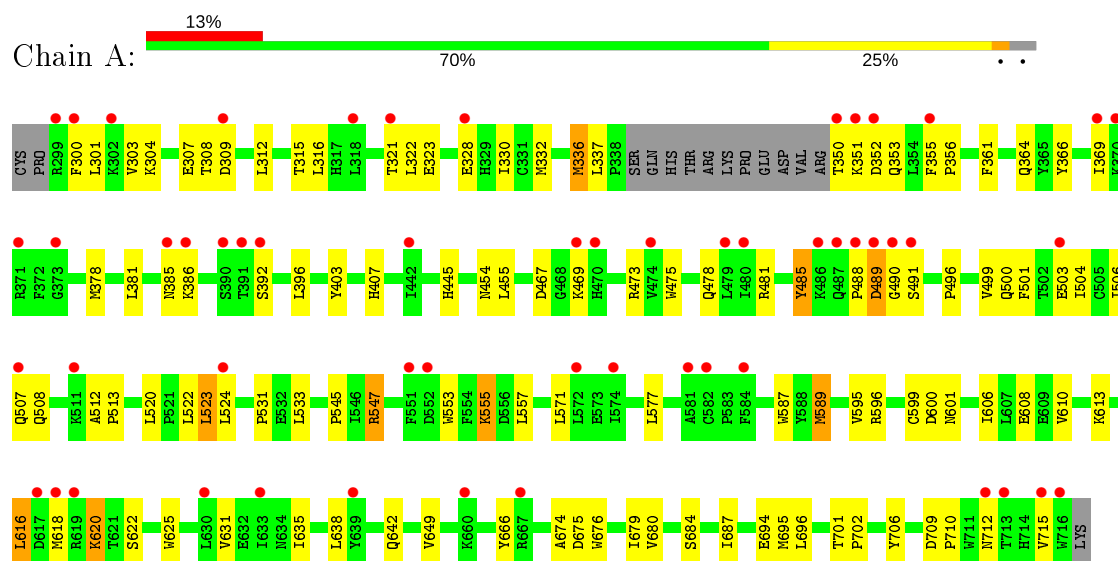 13%
Chain A:
70% 25% • •
CYS PRO R299 F300 L301 K302 V303 K304 E307 T308 D309 L312 T315 L316 H317 L318 T321 L322 E323 E328 H329 I330 C331 M332 M336 L337 P338 SER GLN HIS THR ARG LYS PRO GLU ASP VAL ARG T350 K351 D352 Q353 L354 F355 P356 F361 Q364 Y365 Y366 I369 K370
R371 F372 G373 M378 L381 N385 K386 S390 T391 S392 L396 Y403 H407 I442 H445 N454 L455 D467 G468 K469 H470 R473 V474 W475 Q478 L479 I480 R481 Y485 K486 Q487 P488 D489 G490 S491 P496 V499 Q500 F501 T502 E503 I504 C505 I506
Q507 Q508 K511 A512 P513 L520 P521 L522 L523 L524 P531 E532 L533 P545 I546 R547 F551 D552 W553 F554 K555 D556 L557 L571 L572 E573 I574 L577 A581 C582 P583 F584 W587 Y588 M589 V595 R596 C599 D600 N601 I606 L607 E608 E609 V610 K613
L616 D617 M618 R619 K620 T621 S622 W625 L630 V631 E632 I633 N634 I635 L638 Y639 Q642 V649 K660 Y666 R667 A674 D675 W676 I679 V680 S684 I687 E694 M695 L696 T701 P702 Y706 D709 P710 W711 N712 T713 H714 V715 W716 LYS